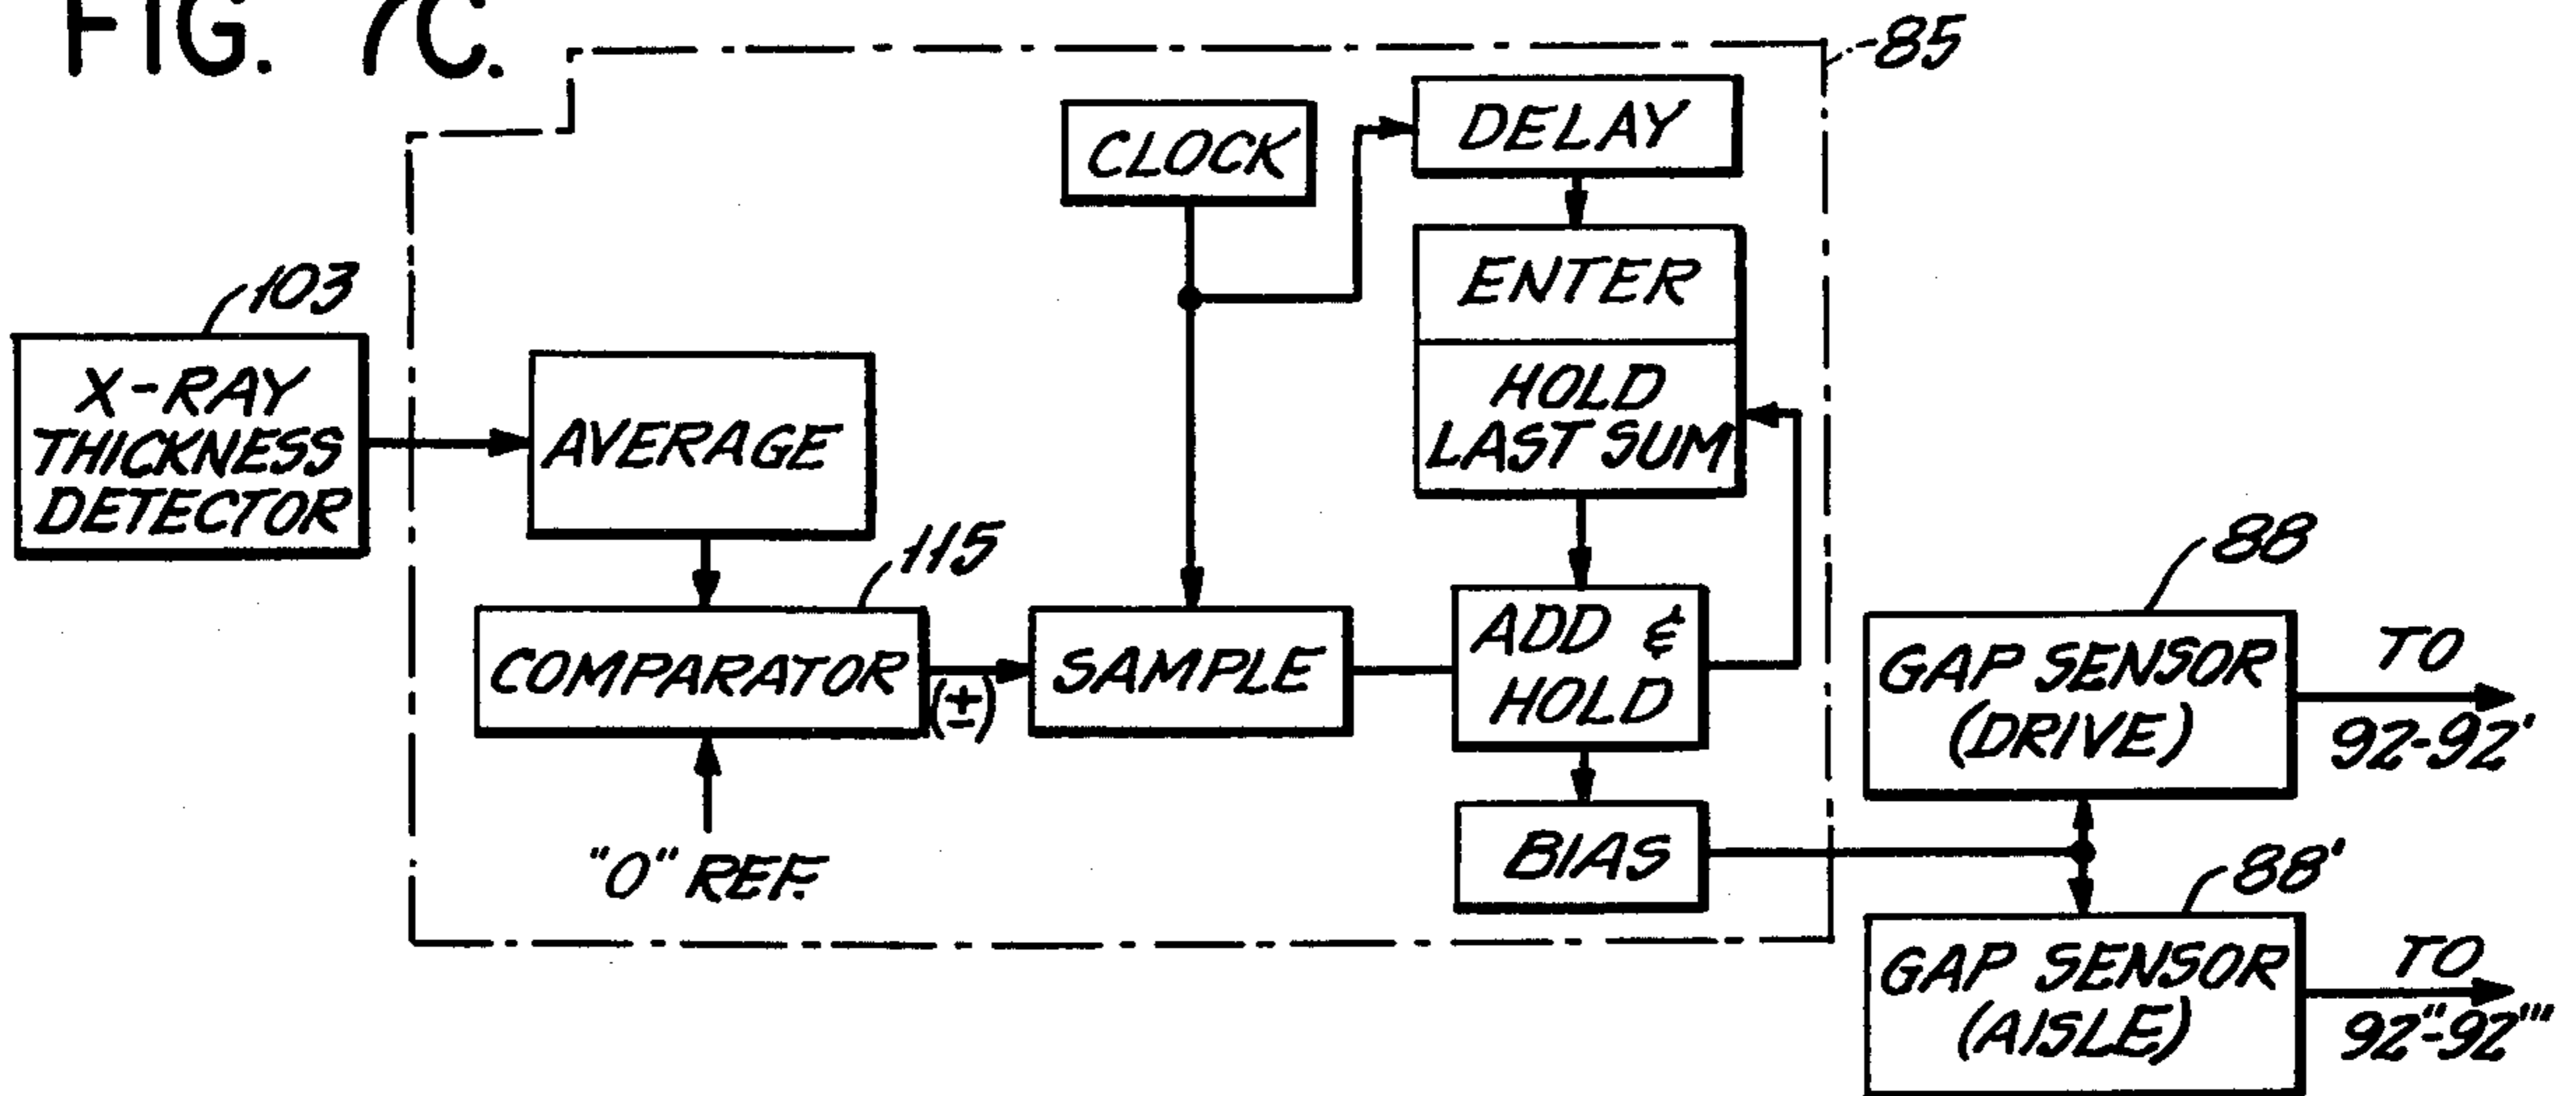 FIG. 7C.
85
CLOCK
DELAY
ENTER
HOLD
LAST SUM
103
X-RAY
THICKNESS
DETECTOR
AVERAGE
115
COMPARATOR
(±)
SAMPLE
ADD &
HOLD
"0" REF.
BIAS
88
GAP SENSOR
(DRIVE)
TO
92-92'
88'
GAP SENSOR
(AISLE)
TO
92"-92'"